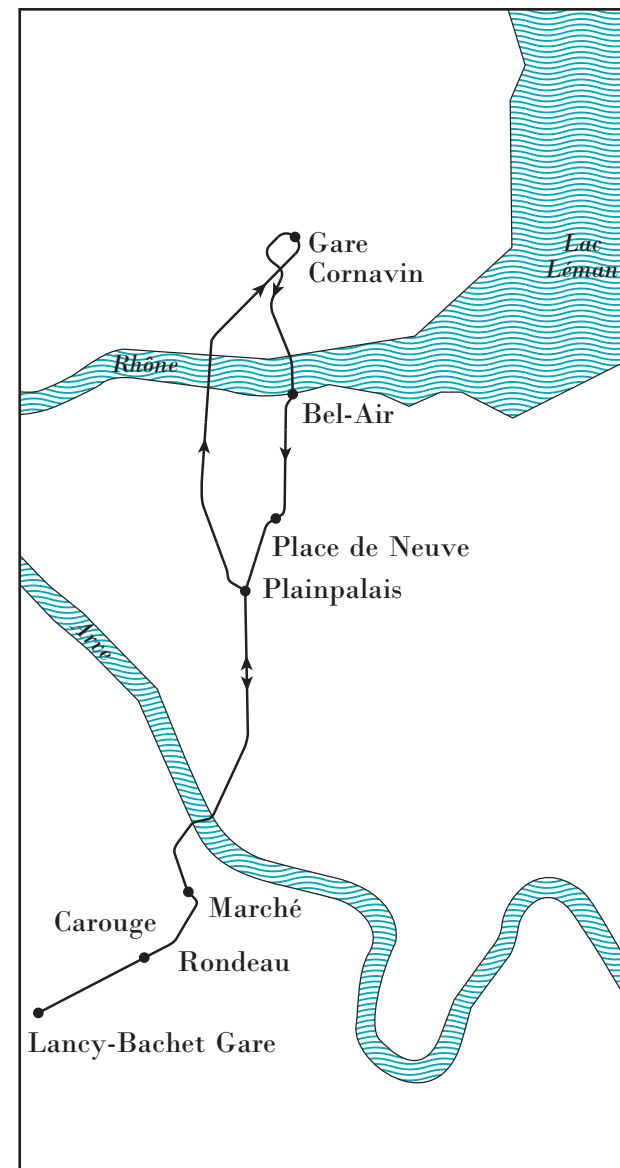 Gare
Cornavin
Lac
Léman
Rhône
Bel-Air
Place de Neuve
Plainpalais
Arve
Marché
Carouge
Rondeau
Lancy-Bachet Gare